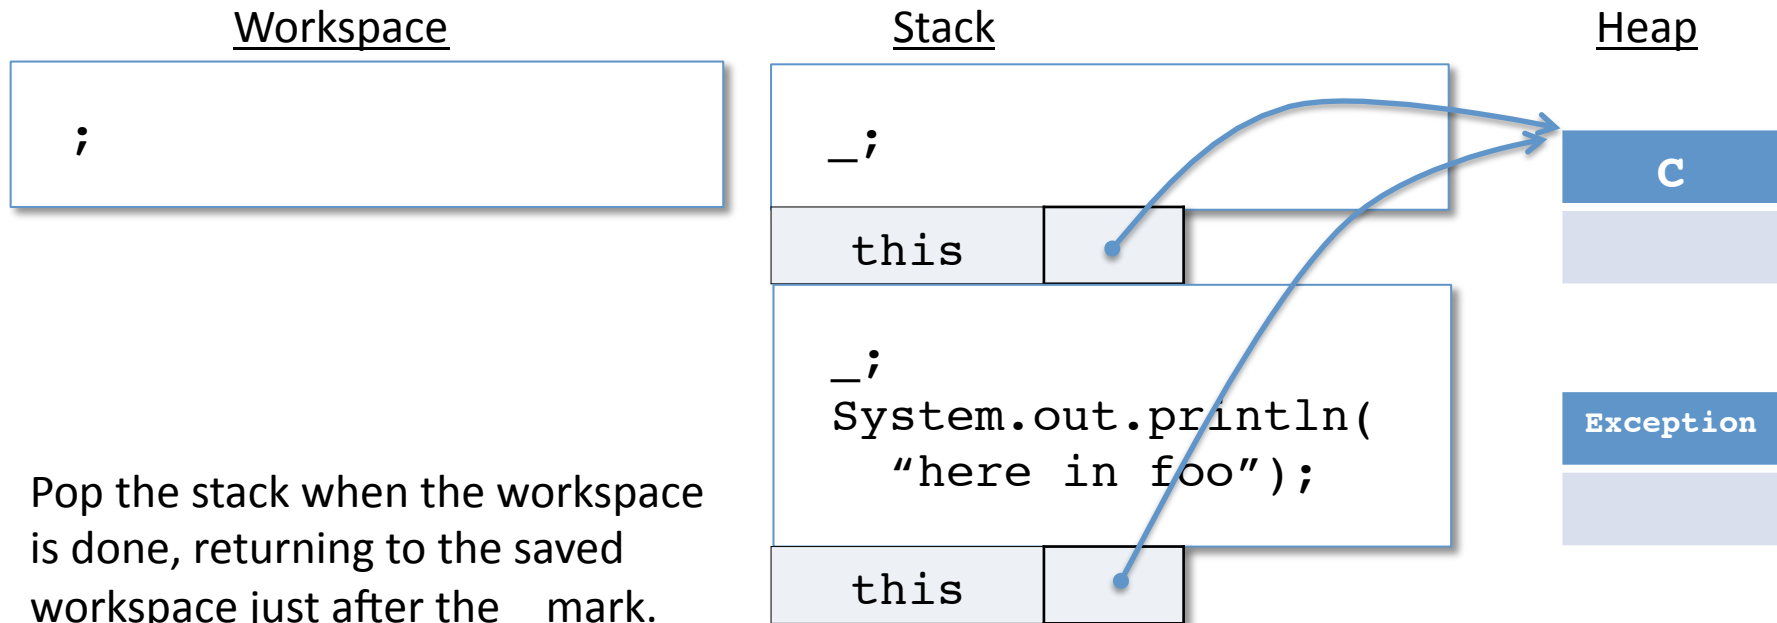 Workspace
Stack
Heap
;
_;
C
this
_;
System.out.println(
“here in foo”);
Exception
this
Pop the stack when the workspace
is done, returning to the saved
workspace just after the mark.